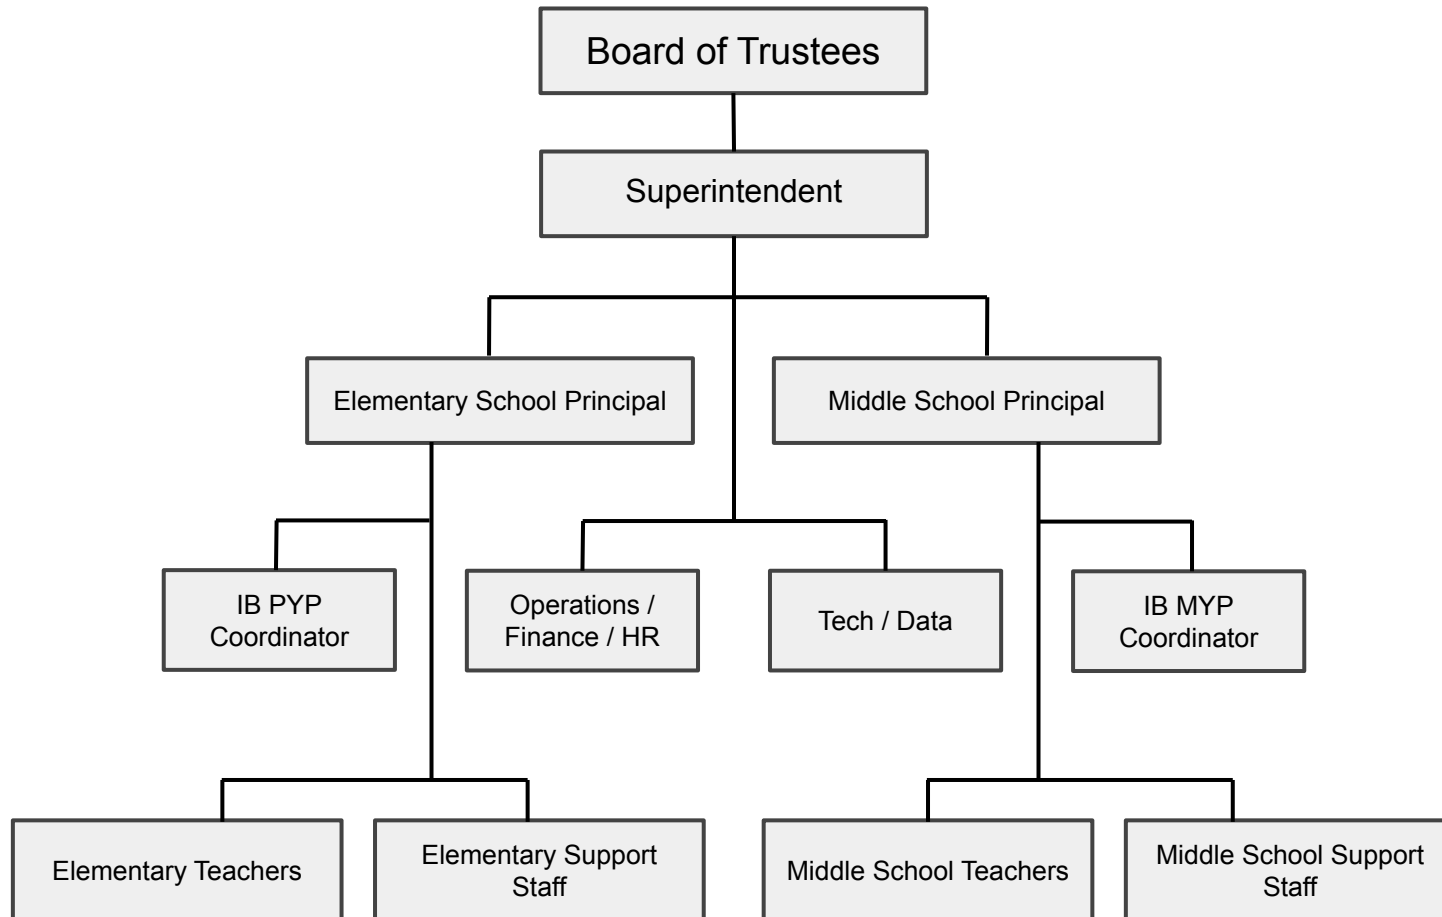 Board of Trustees
Superintendent
Elementary School Principal
Middle School Principal
IB PYP
Coordinator
Operations /
Finance / HR
Tech / Data
IB MYP
Coordinator
Elementary Teachers
Elementary Support
Staff
Middle School Teachers
Middle School Support
Staff